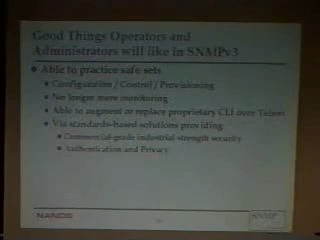 Good Things Operators and
Administrators will like in SNMPv3
Able to practice safe sets
Configuration / Control / Provisioning
No longer mere monitoring
Able to augment or replace proprietary CLI over Telnet
Via standards-based solutions providing
Commercial-grade industrial strength security
Authentication and Privacy
NANOG
SNMP